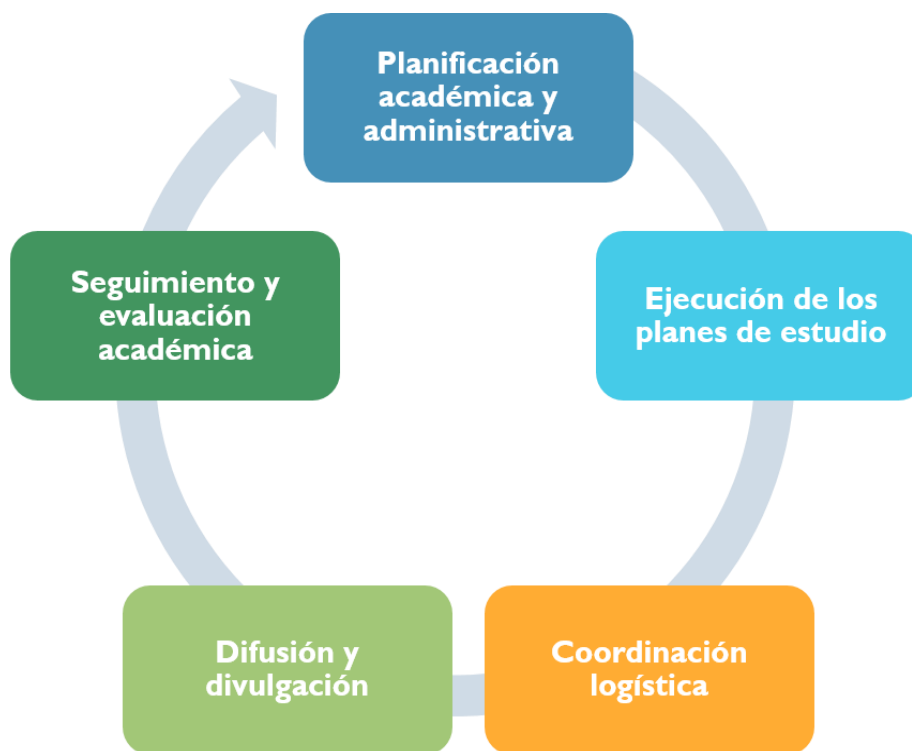 Planificación
académica y
administrativa
Ejecución de los
planes de estudio
Coordinación
logística
Difusión y
divulgación
Seguimiento y
evaluación
académica